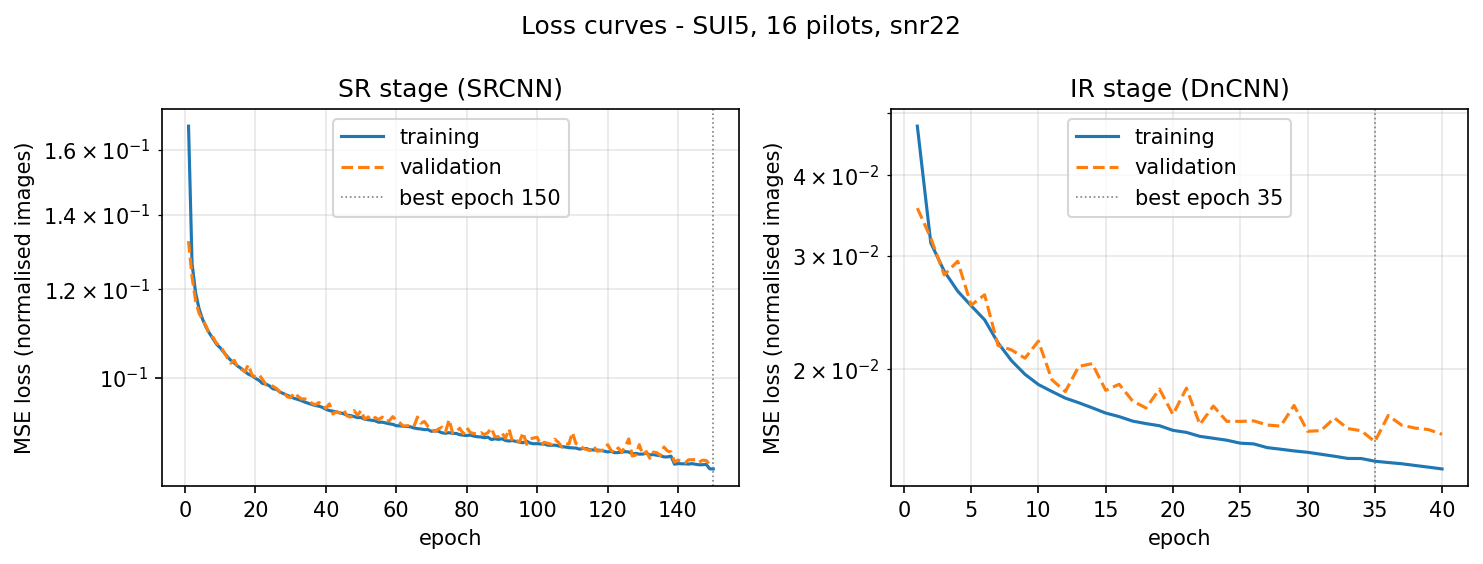 Loss curves - SUI5, 16 pilots, snr22
SR stage (SRCNN)
MSE loss (normalised images)
1.6 × 10⁻¹
1.4 × 10⁻¹
1.2 × 10⁻¹
10⁻¹
training
validation
best epoch 150
0 20 40 60 80 100 120 140
epoch
IR stage (DnCNN)
MSE loss (normalised images)
4 × 10⁻²
3 × 10⁻²
2 × 10⁻²
training
validation
best epoch 35
0 5 10 15 20 25 30 35 40
epoch